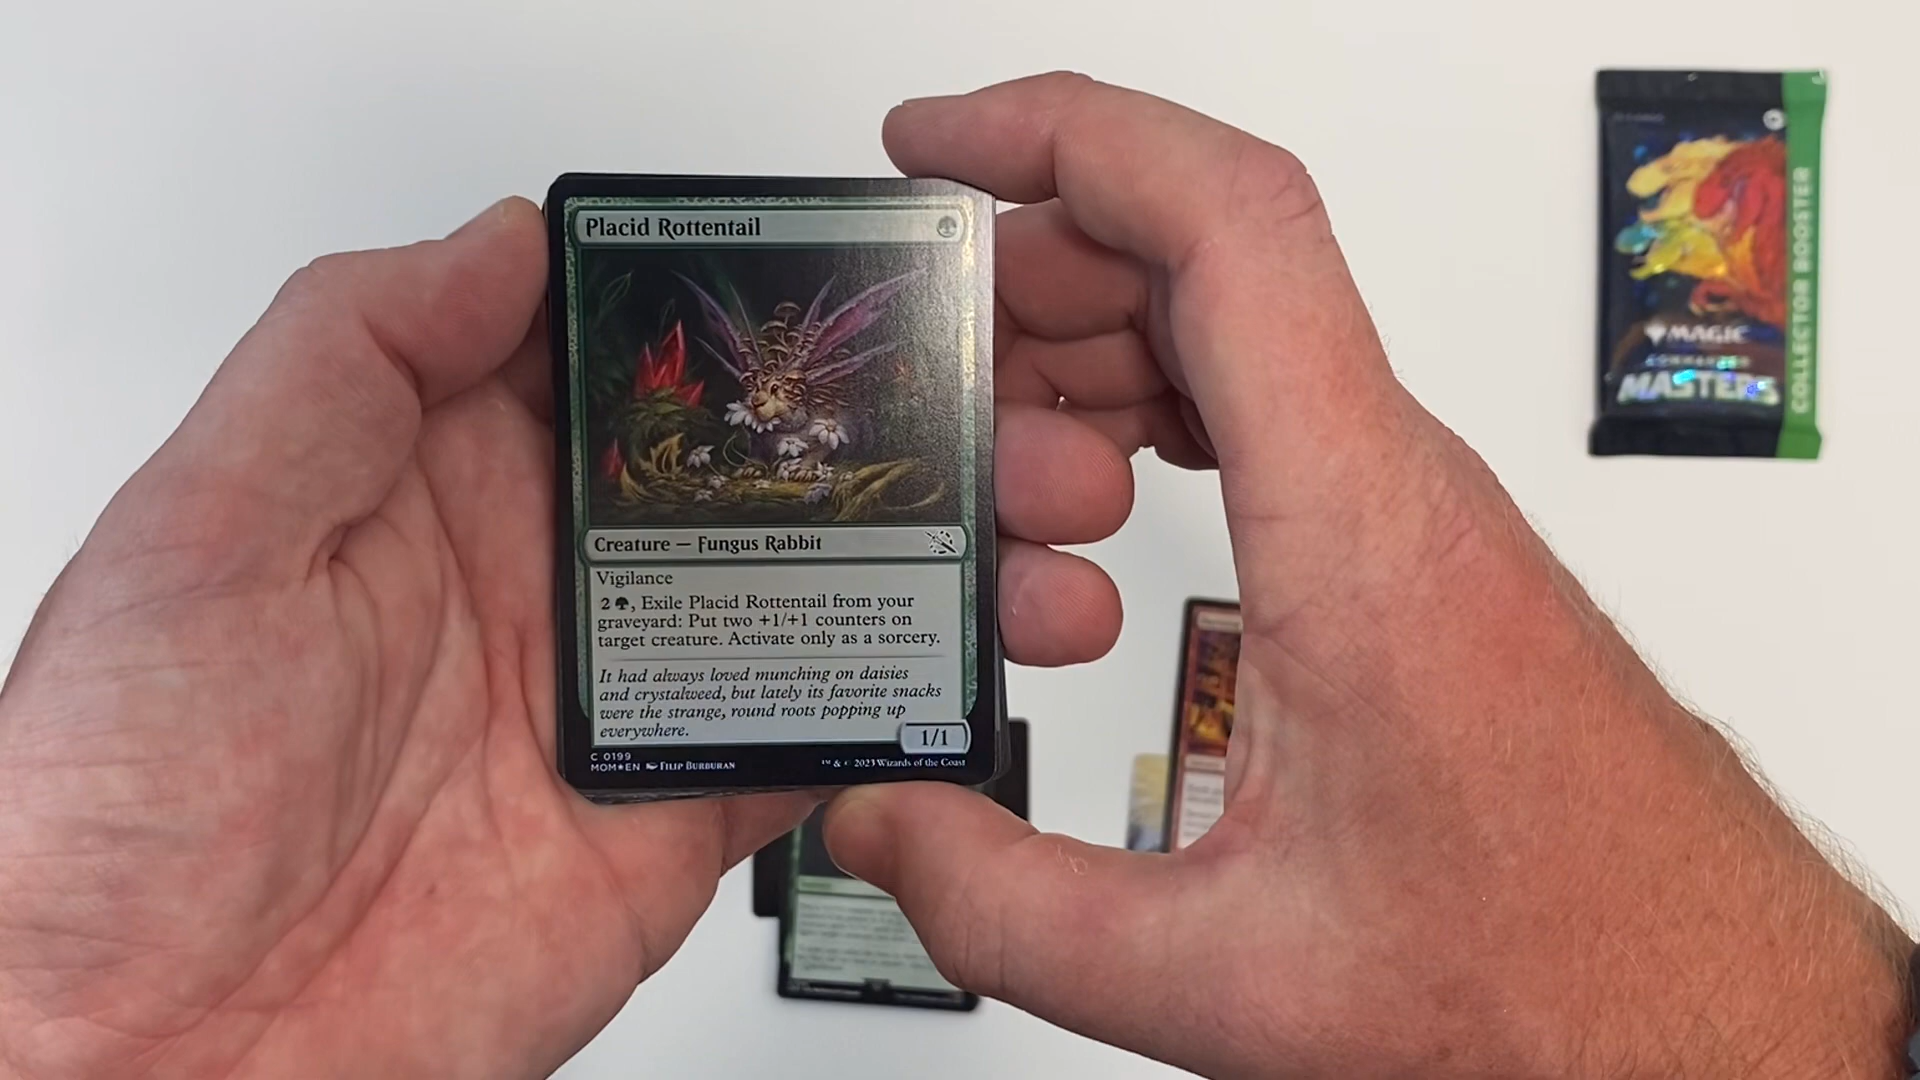 Placid Rottentail
Creature — Fungus Rabbit
Vigilance
2, Exile Placid Rottentail from your
graveyard: Put two +1/+1 counters on
target creature. Activate only as a sorcery.
It had always loved munching on daisies
and crystalweed, but lately its favorite snacks
were the strange, round roots popping up
everywhere.
1/1
C 0199
MOM★EN Filip Burburan
™ & © 2023 Wizards of the Coast
MAGIC
COMMANDER
MASTERS
COLLECTOR BOOSTER